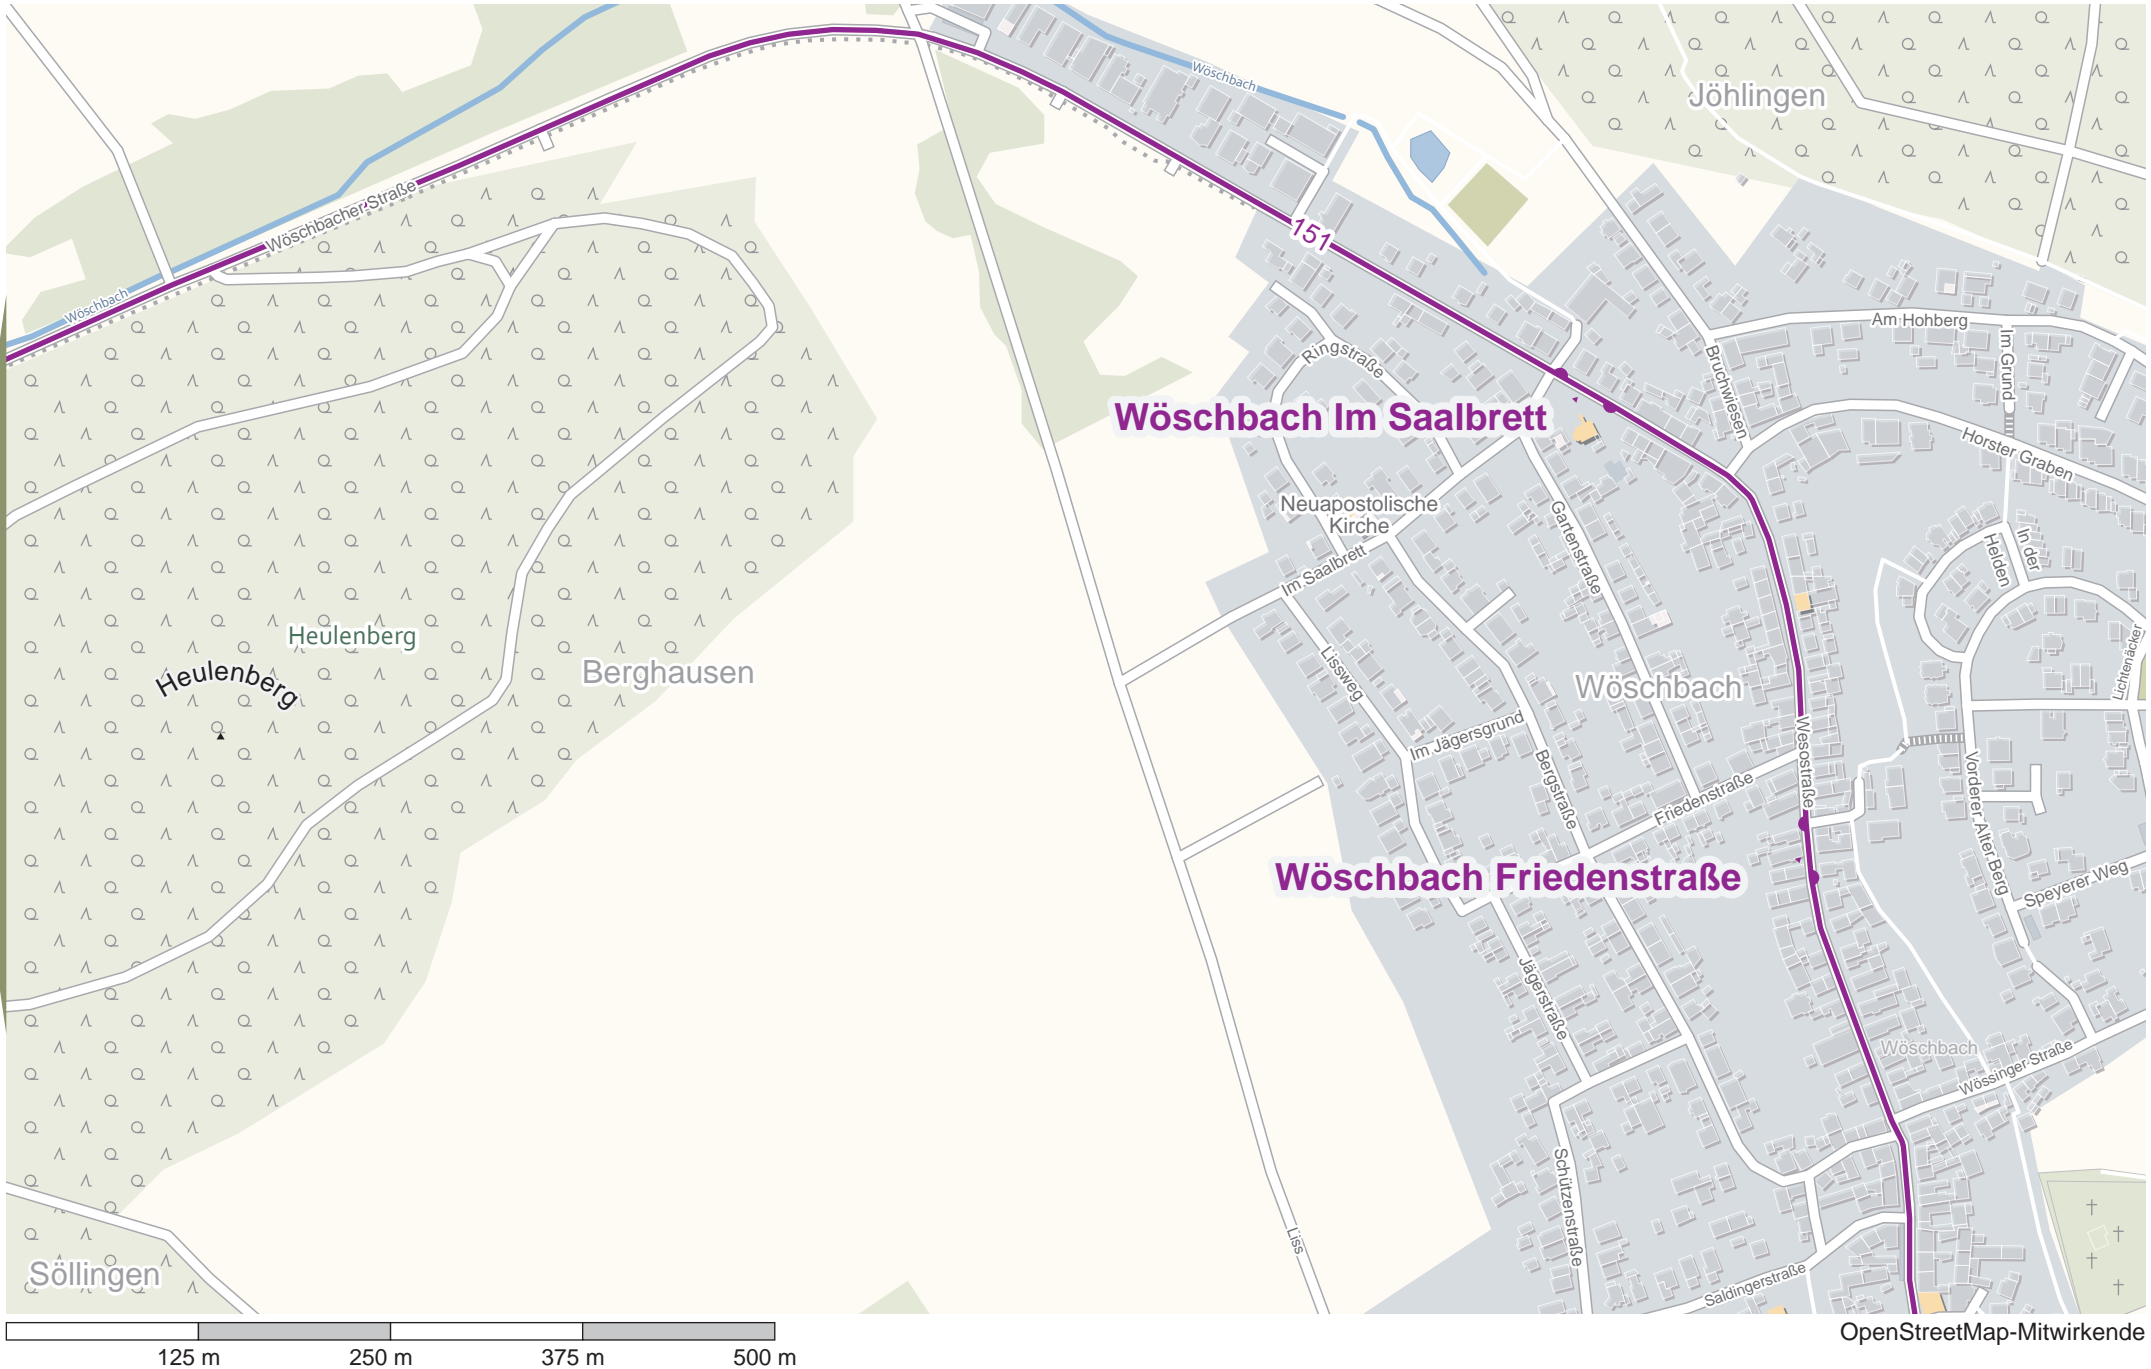 Wöschbach
Jöhlingen
Wöschbacher Straße
151
Wöschbach
Am Hohberg
Im Grund
Ringstraße
Bruchwiesen
Wöschbach Im Saalbrett
Horster Graben
Neuapostolische
Kirche
Gartenstraße
In der
Helden
Im Saalbrett
Heulenberg
Heulenberg
Berghausen
Lissweg
Wöschbach
Lichtenäcker
Im Jägersgrund
Bergstraße
Wesostraße
Vorderer Alter Berg
Friedenstraße
Wöschbach Friedenstraße
Speyerer Weg
Jägerstraße
Wöschbach
Wössinger Straße
Schützenstraße
Liss
Söllingen
Saldingerstraße
OpenStreetMap-Mitwirkende
125 m
250 m
375 m
500 m